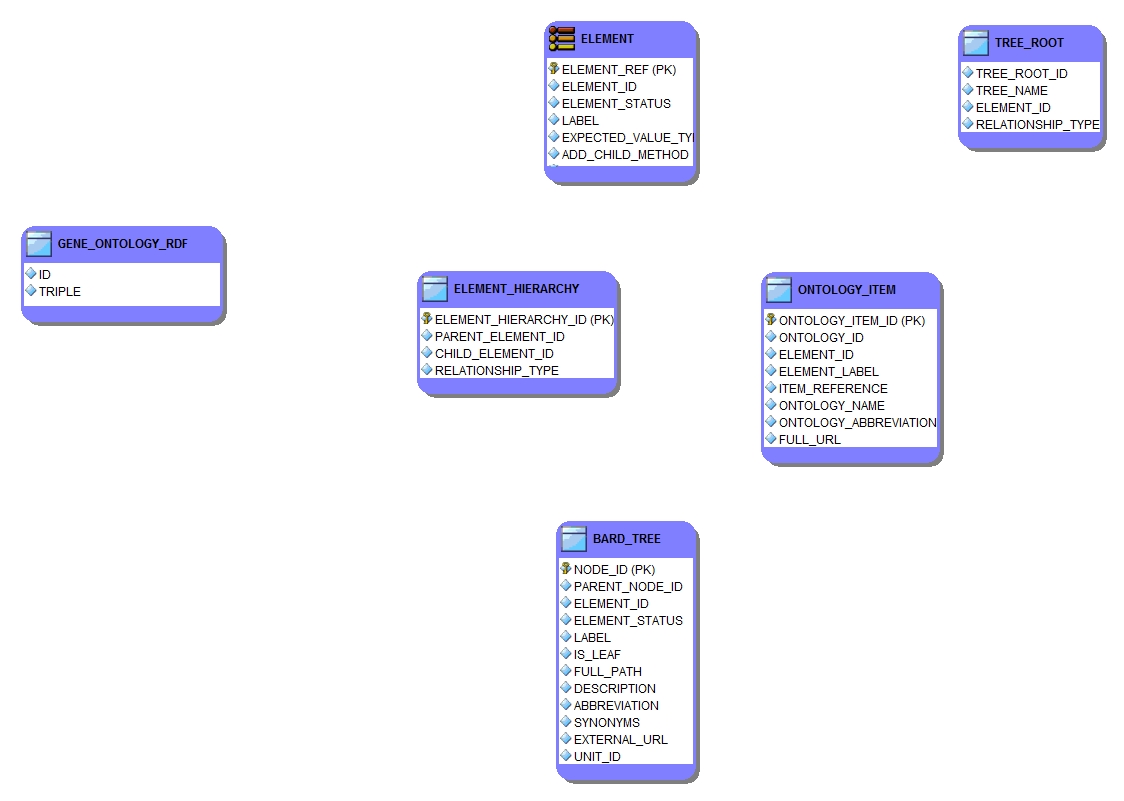 ELEMENT
ELEMENT_REF (PK)
ELEMENT_ID
ELEMENT_STATUS
LABEL
EXPECTED_VALUE_TY
ADD_CHILD_METHOD
TREE_ROOT
TREE_ROOT_ID
TREE_NAME
ELEMENT_ID
RELATIONSHIP_TYPE
GENE_ONTOLOGY_RDF
ID
TRIPLE
ELEMENT_HIERARCHY
ELEMENT_HIERARCHY_ID (PK)
PARENT_ELEMENT_ID
CHILD_ELEMENT_ID
RELATIONSHIP_TYPE
ONTOLOGY_ITEM
ONTOLOGY_ITEM_ID (PK)
ONTOLOGY_ID
ELEMENT_ID
ELEMENT_LABEL
ITEM_REFERENCE
ONTOLOGY_NAME
ONTOLOGY_ABBREVIATION
FULL_URL
BARD_TREE
NODE_ID (PK)
PARENT_NODE_ID
ELEMENT_ID
ELEMENT_STATUS
LABEL
IS_LEAF
FULL_PATH
DESCRIPTION
ABBREVIATION
SYNONYMS
EXTERNAL_URL
UNIT_ID